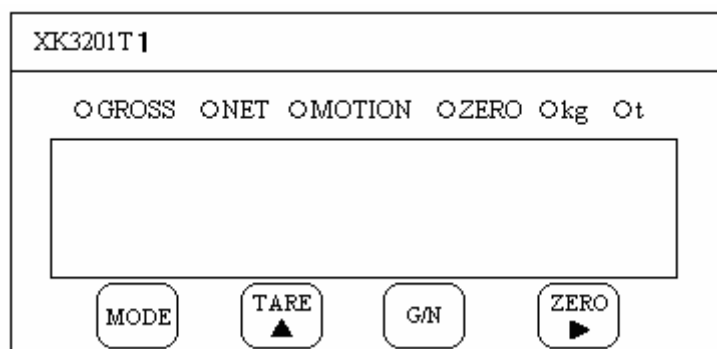 XK3201T1
GROSS NET MOTION ZERO kg t
MODE TARE G/N ZERO